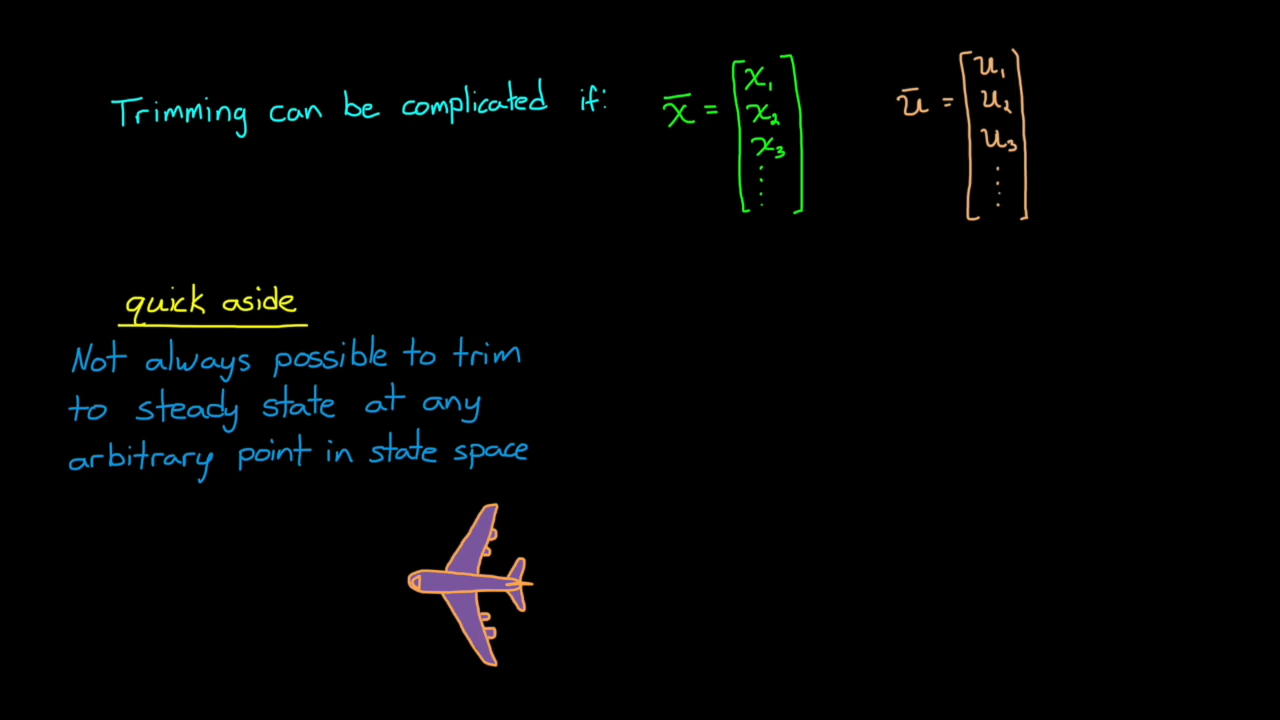 Trimming can be complicated if: x̄ = [x₁ x₂ x₃ ⋮] ū = [u₁ u₂ u₃ ⋮]
quick aside
Not always possible to trim
to steady state at any
arbitrary point in state space